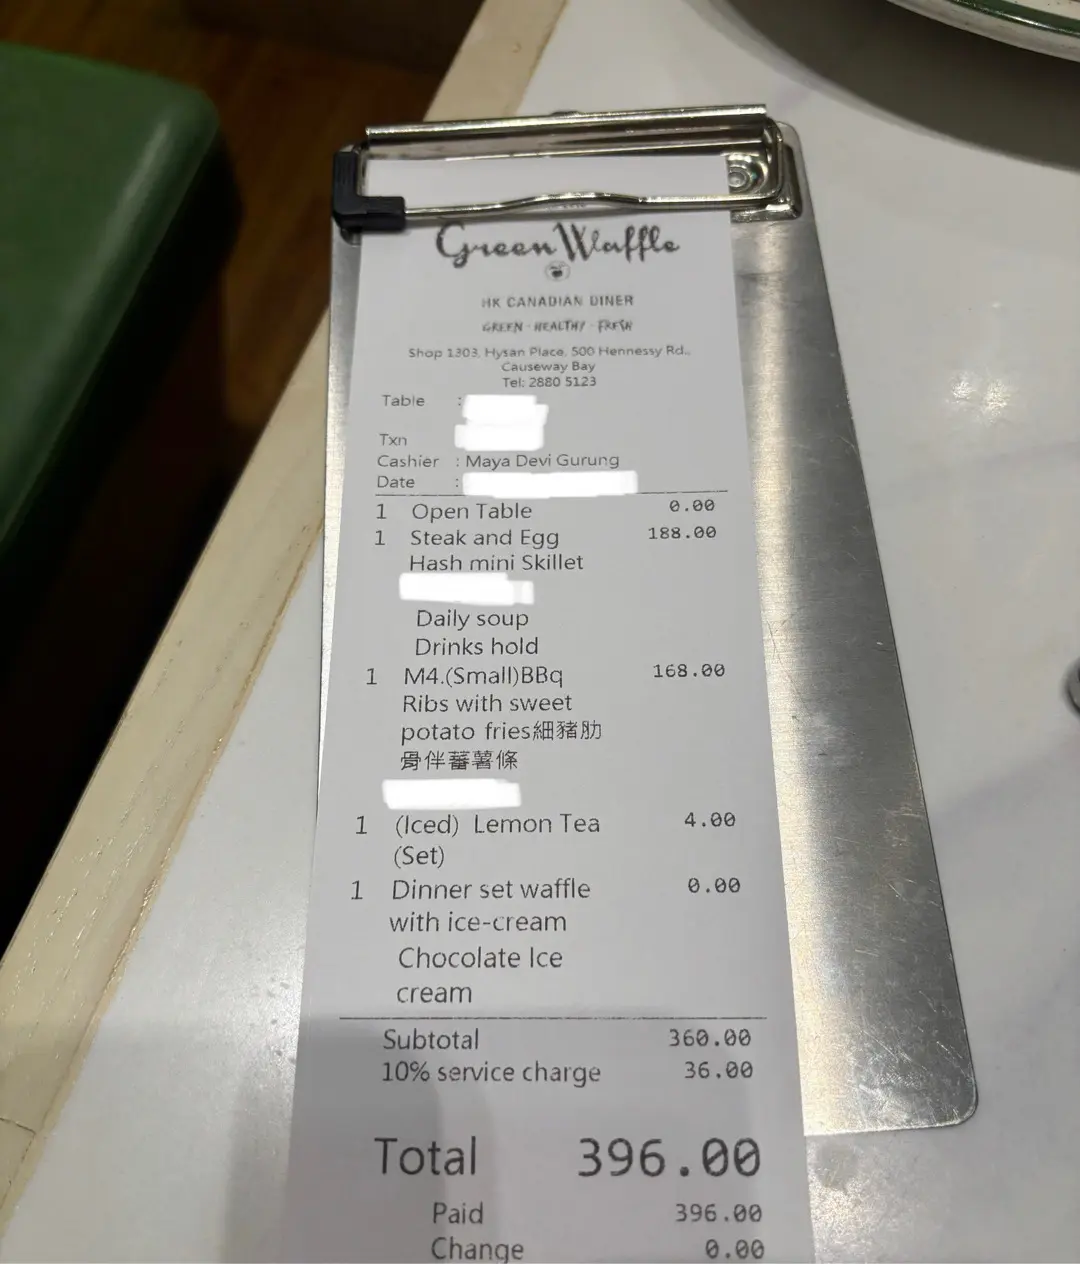 Green Waffle
HK CANADIAN DINER
GREEN · HEALTHY · FRESH
Shop 1303, Hysan Place, 500 Hennessy Rd.,
Causeway Bay
Tel: 2880 5123
Table :
Txn
Cashier : Maya Devi Gurung
Date :
1 Open Table 0.00
1 Steak and Egg 188.00
Hash mini Skillet
Daily soup
Drinks hold
1 M4.(Small)BBq 168.00
Ribs with sweet
potato fries細豬肋
骨伴蕃薯條
1 (Iced) Lemon Tea 4.00
(Set)
1 Dinner set waffle 0.00
with ice-cream
Chocolate Ice
cream
Subtotal 360.00
10% service charge 36.00
Total 396.00
Paid 396.00
Change 0.00